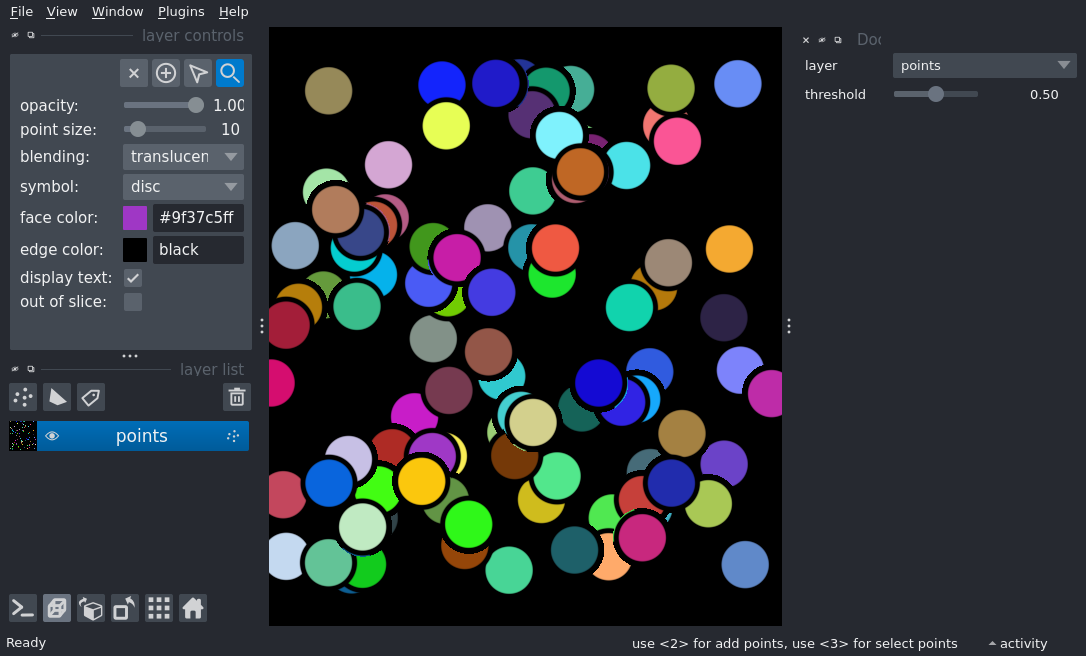 File View Window Plugins Help
layer controls
opacity: 1.00
point size: 10
blending: translucen
symbol: disc
face color: #9f37c5ff
edge color: black
display text:
out of slice:
layer list
points
Ready
layer points
threshold 0.50
use <2> for add points, use <3> for select points activity